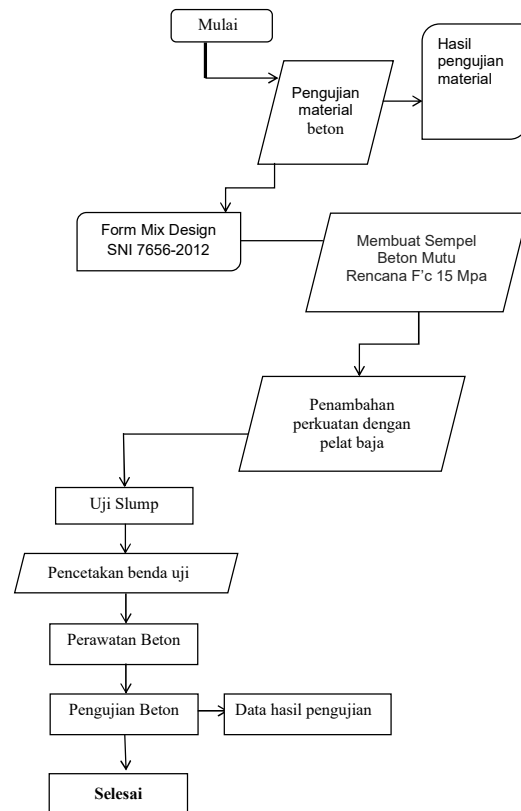 Mulai
Hasil
pengujian
material
Pengujian
material
beton
Form Mix Design
SNI 7656-2012
Membuat Sempel
Beton Mutu
Rencana F'c 15 Mpa
Penambahan
perkuatan dengan
pelat baja
Uji Slump
Pencetakan benda uji
Perawatan Beton
Pengujian Beton
Data hasil pengujian
Selesai